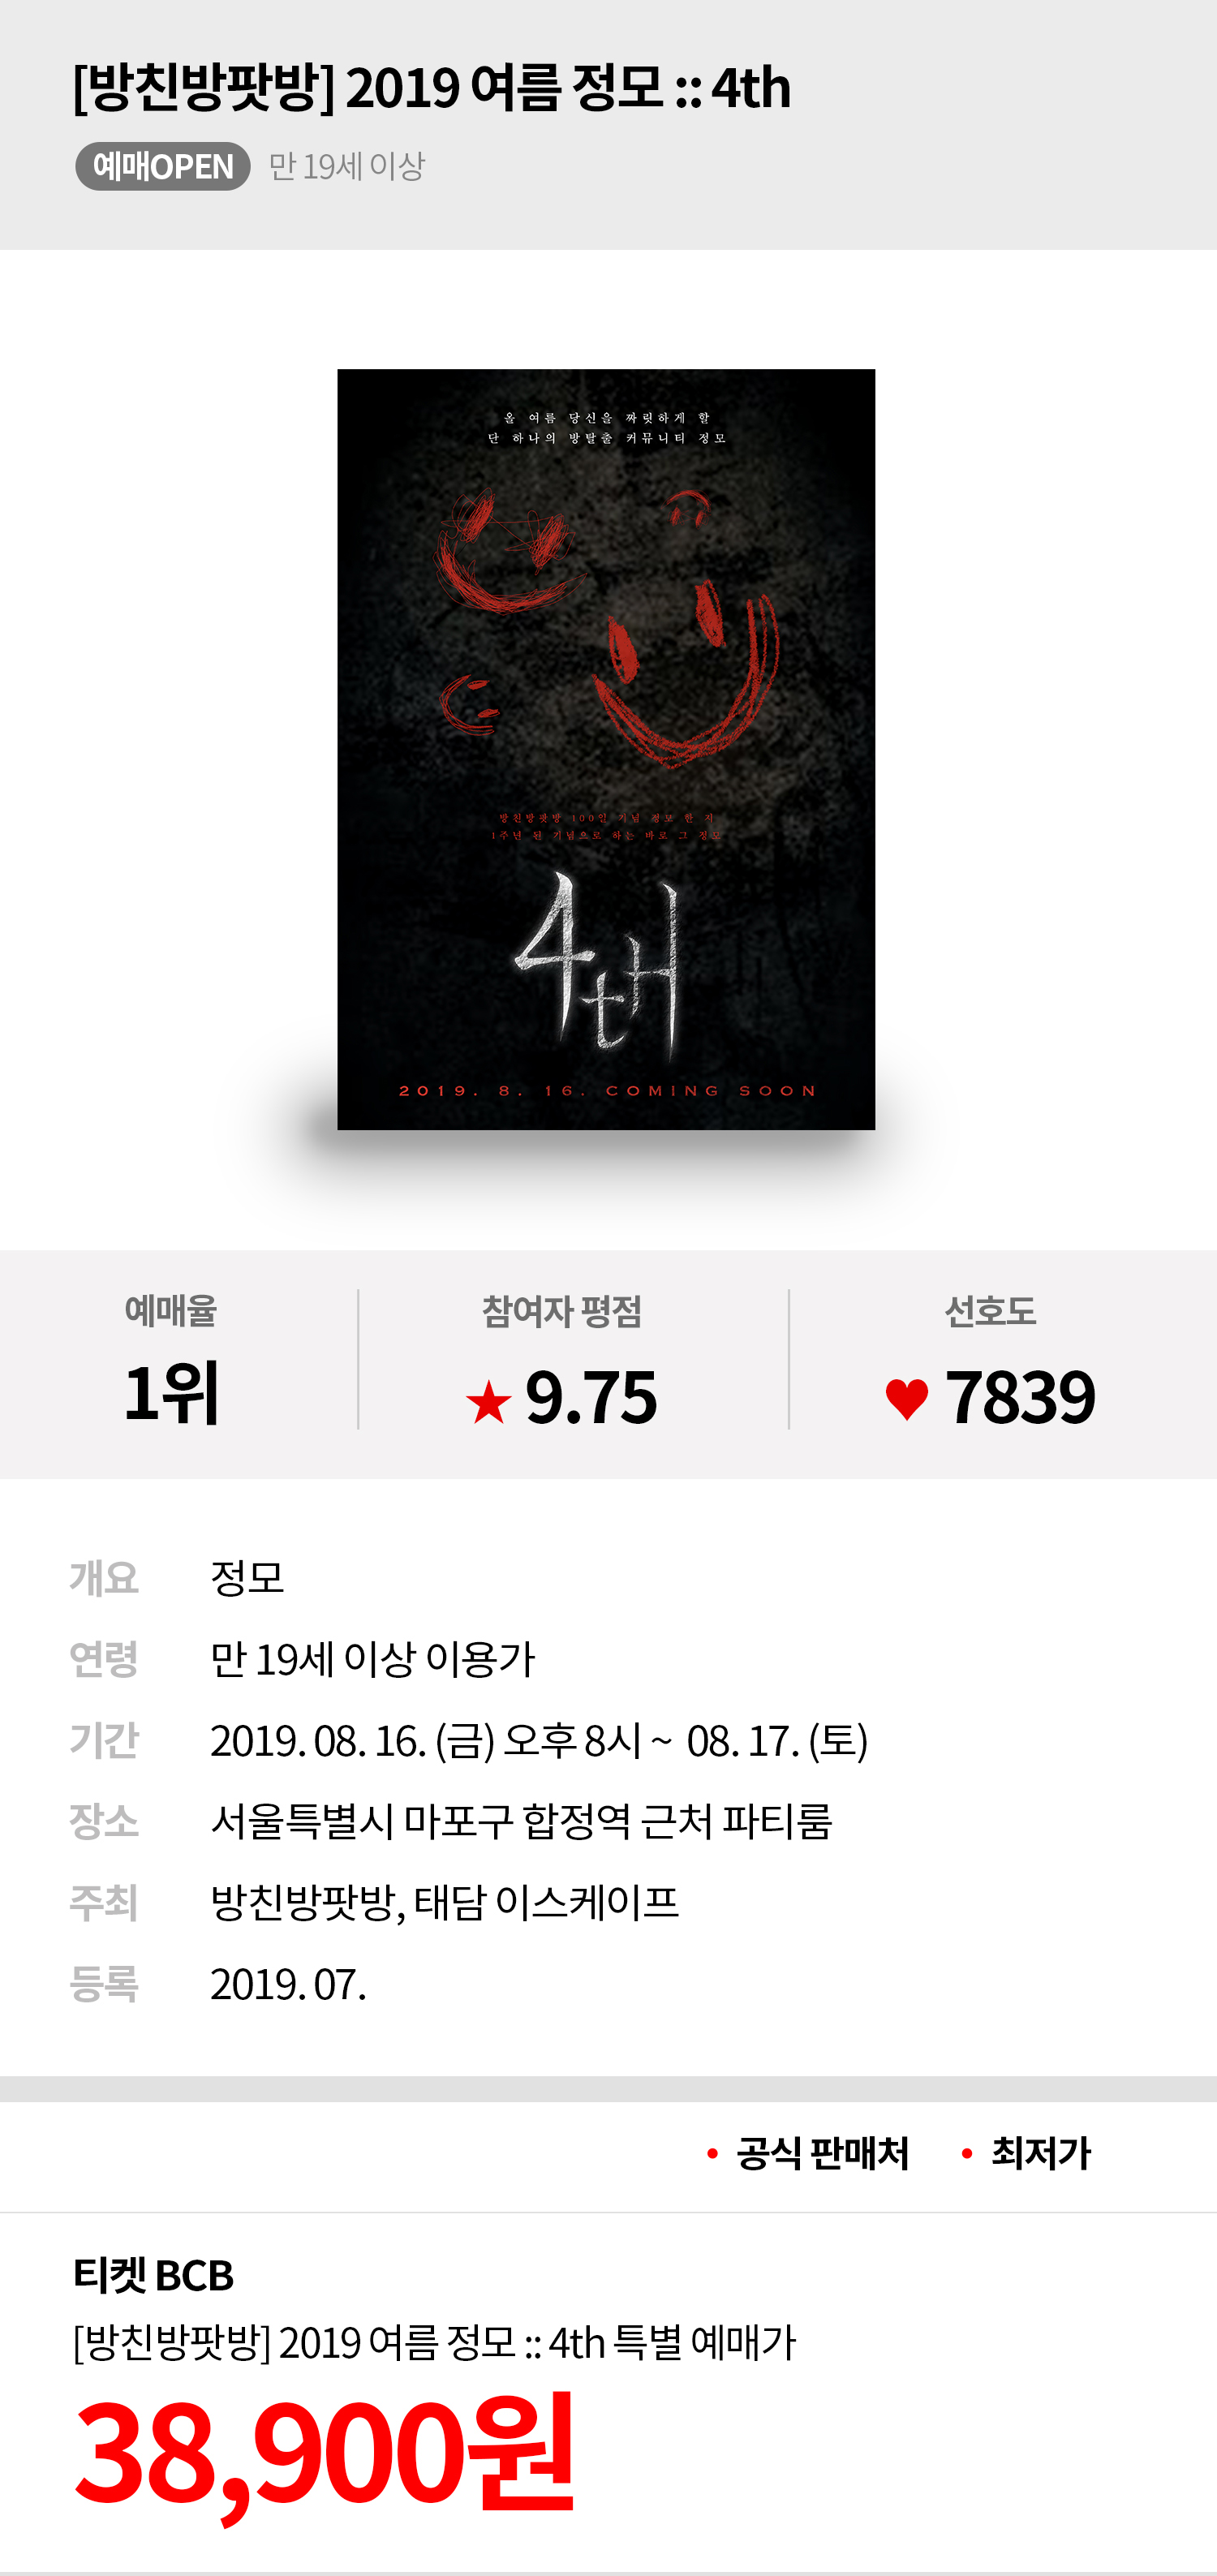 [방친방팟방] 2019 여름 정모 :: 4th
예매OPEN 만 19세 이상
올 여름 당신을 짜릿하게 할
단 하나의 방탈출 커뮤니티 정모
방친방팟방 100일 기념 정모 한 지
1주년 된 기념으로 하는 바로 그 정모
4th
2019. 8. 16. COMING SOON
예매율 참여자 평점 선호도
1위 ★ 9.75 ♥ 7839
개요 정모
연령 만 19세 이상 이용가
기간 2019. 08. 16. (금) 오후 8시 ~ 08. 17. (토)
장소 서울특별시 마포구 합정역 근처 파티룸
주최 방친방팟방, 태담 이스케이프
등록 2019. 07.
• 공식 판매처 • 최저가
티켓 BCB
[방친방팟방] 2019 여름 정모 :: 4th 특별 예매가
38,900원